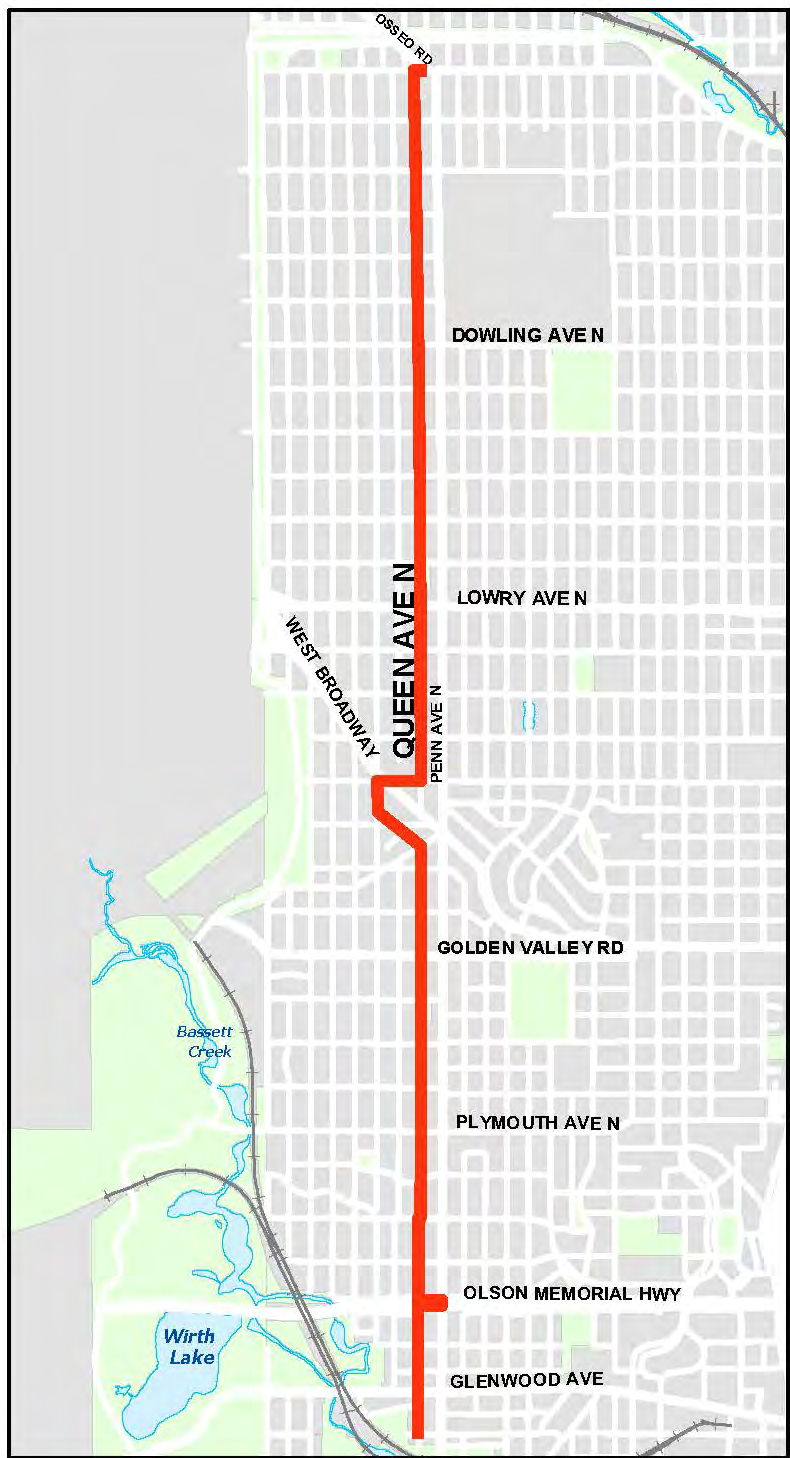 OSSEO RD
DOWLING AVE N
LOWRY AVE N
WEST BROADWAY
QUEEN AVE N
PENN AVE N
GOLDEN VALLEY RD
Bassett
Creek
PLYMOUTH AVE N
OLSON MEMORIAL HWY
Wirth
Lake
GLENWOOD AVE